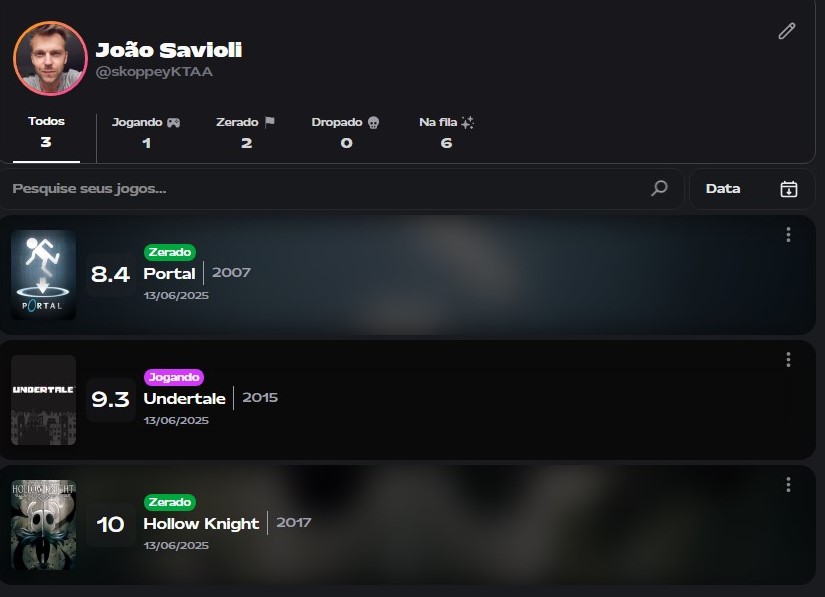 João Savioli
@skoppeyKTAA
Todos
3
Jogando
1
Zerado
2
Dropado
0
Na fila
6
Pesquise seus jogos...
Data
PORTAL
8.4
Zerado
Portal | 2007
13/06/2025
UNDERTALE
9.3
Jogando
Undertale | 2015
13/06/2025
HOLLOW KNIGHT
10
Zerado
Hollow Knight | 2017
13/06/2025